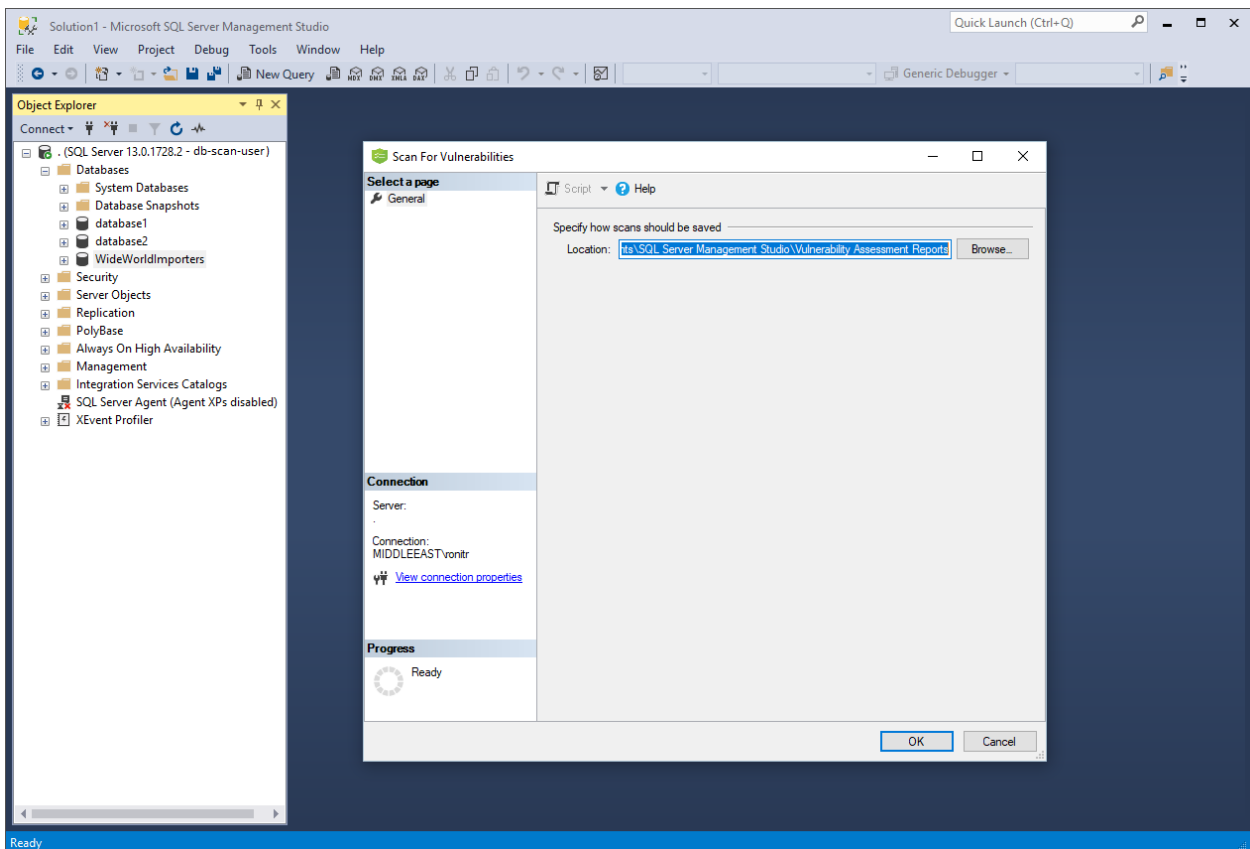 Solution1 - Microsoft SQL Server Management Studio
Quick Launch (Ctrl+Q)
File Edit View Project Debug Tools Window Help
New Query
MDX DMX XMLA DAX
Generic Debugger
Object Explorer
Connect
. (SQL Server 13.0.1728.2 - db-scan-user)
Databases
System Databases
Database Snapshots
database1
database2
WideWorldImporters
Security
Server Objects
Replication
PolyBase
Always On High Availability
Management
Integration Services Catalogs
SQL Server Agent (Agent XPs disabled)
XEvent Profiler
Scan For Vulnerabilities
Select a page
General
Script Help
Specify how scans should be saved
Location: nts\SQL Server Management Studio\Vulnerability Assessment Reports Browse...
Connection
Server:
.
Connection:
MIDDLEEAST\ronitr
View connection properties
Progress
Ready
OK Cancel
Ready